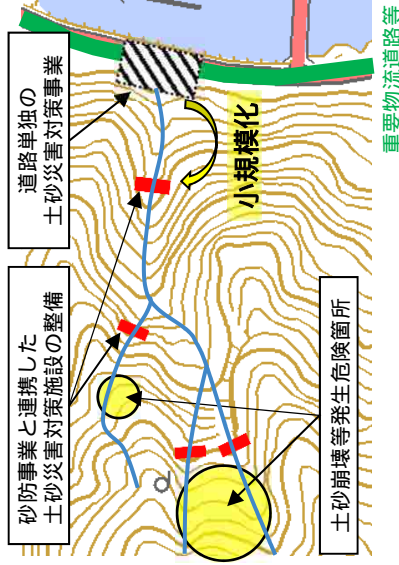 砂防事業と連携した
土砂災害対策施設の整備
道路単独の
土砂災害対策事業
小規模化
土砂崩壊等発生危険箇所
重要物流道路等